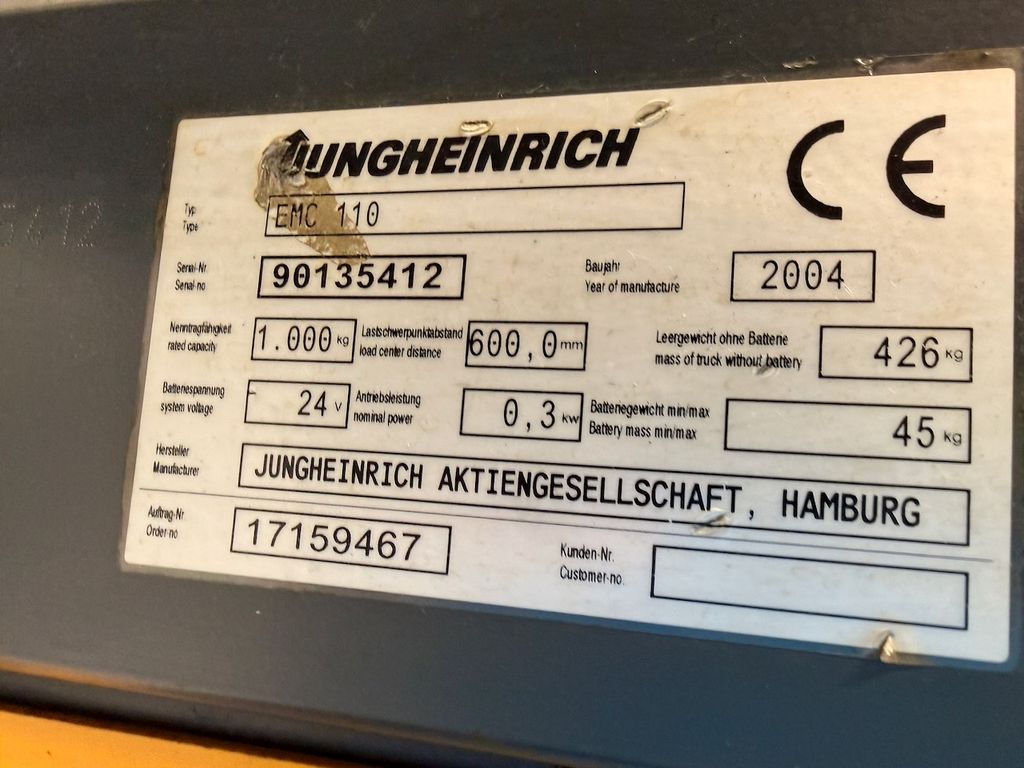 JUNGHEINRICH
CE
Typ
Type
EMC 110
Serial-Nr.
Serial-no
90135412
Baujahr
Year of manufacture
2004
Nenntragfähigkeit
rated capacity
1.000 kg
Lastschwerpunktabstand
load center distance
600,0 mm
Leergewicht ohne Batterie
mass of truck without battery
426 kg
Batteriespannung
system voltage
24 V
Antriebsleistung
nominal power
0,3 kw
Batteriegewicht min/max
Battery mass min/max
45 kg
Hersteller
Manufacturer
JUNGHEINRICH AKTIENGESELLSCHAFT, HAMBURG
Auftrag-Nr.
Order-no
17159467
Kunden-Nr.
Customer-no.